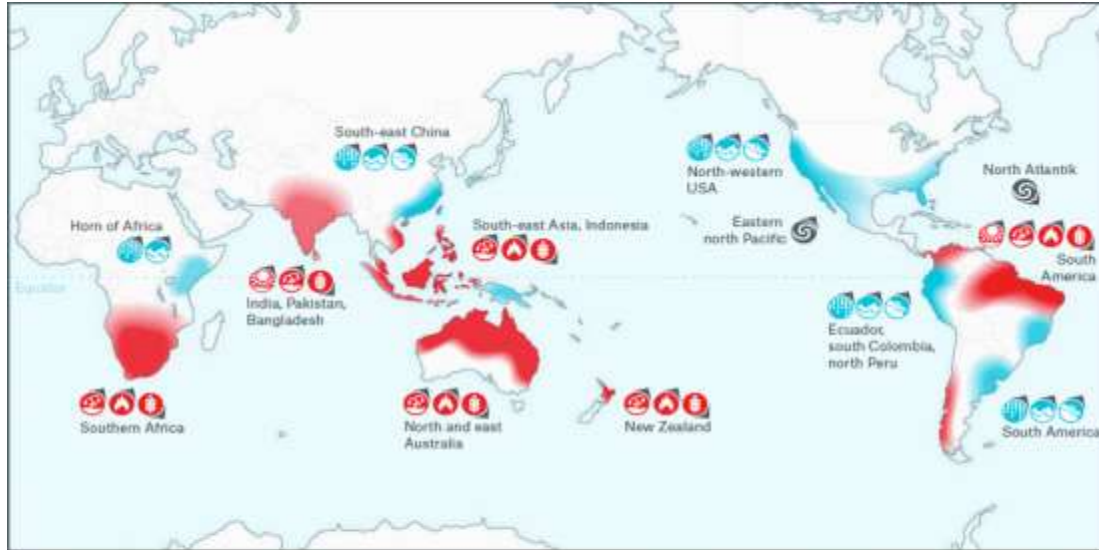 South-east China
North-western
USA
North Atlantik
Horn of Africa
South-east Asia, Indonesia
Eastern
north Pacific
South
America
Equator
India, Pakistan,
Bangladesh
Ecuador,
south Colombia,
north Peru
Southern Africa
North and east
Australia
New Zealand
South America